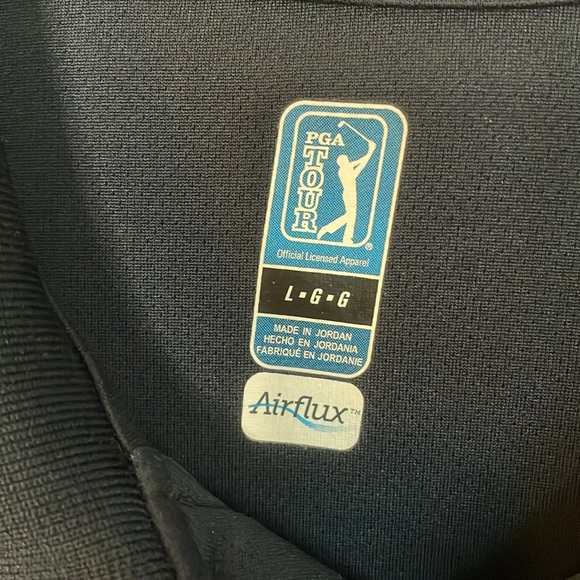 PGA
TOUR
®
Official Licensed Apparel
L▪G▪G
MADE IN JORDAN
HECHO EN JORDANIA
FABRIQUÉ EN JORDANIE
Airflux™